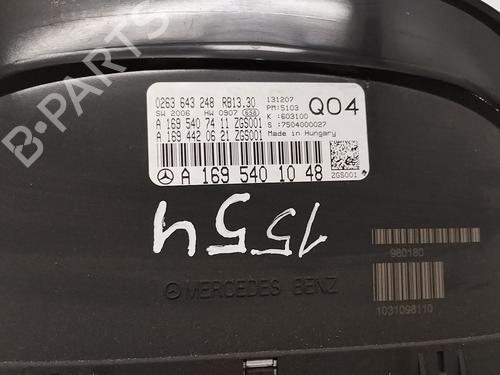 0263 643 248 RB13.30
SW 2006 HW 0907 636
A 169 540 74 11 ZGS001
A 169 442 06 21 ZGS001
131207
PM:5103
K :603100
S :7504000027
Made in Hungary
Q04
A 169 540 10 48
ZGS001
1554
980180
MERCEDES BENZ
1031098110
B-PARTS